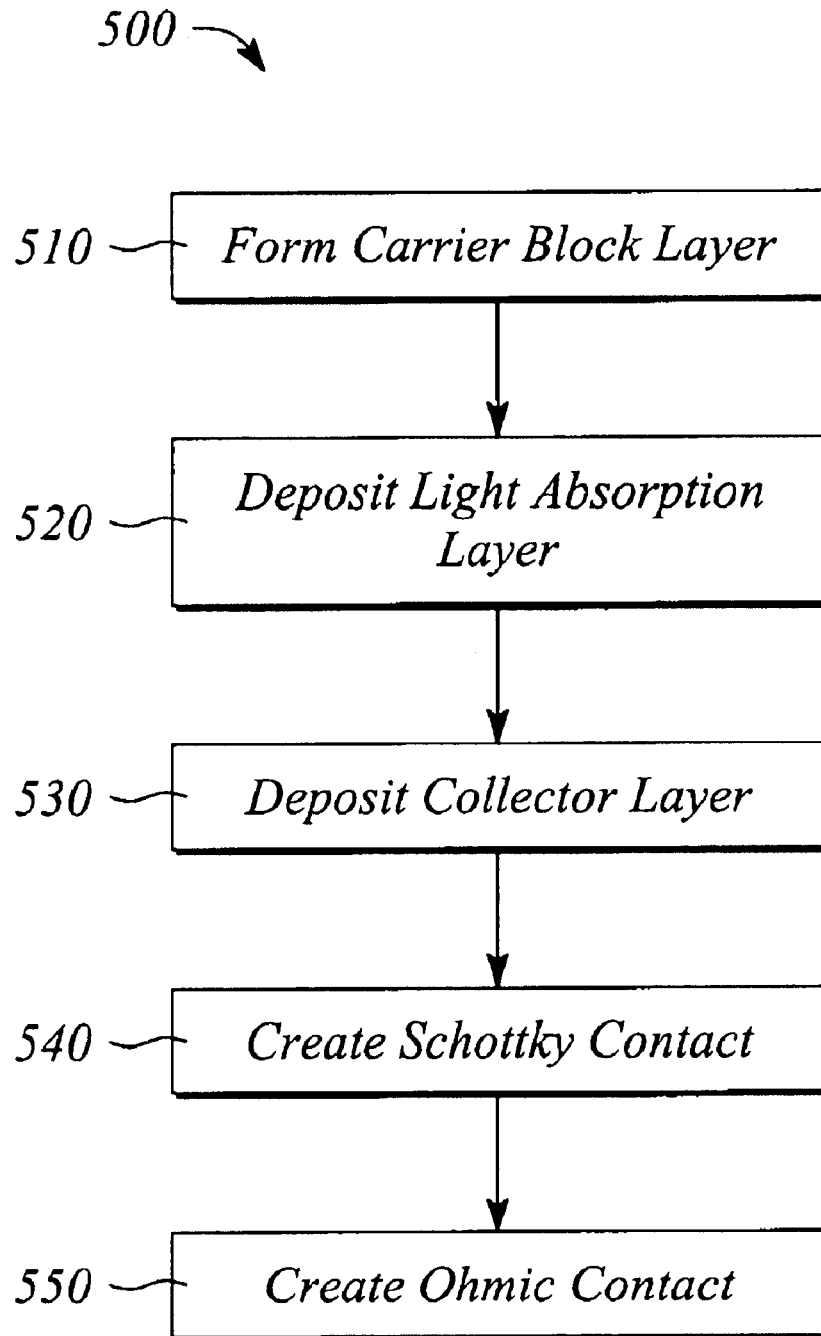 500
510 Form Carrier Block Layer
520 Deposit Light Absorption
Layer
530 Deposit Collector Layer
540 Create Schottky Contact
550 Create Ohmic Contact